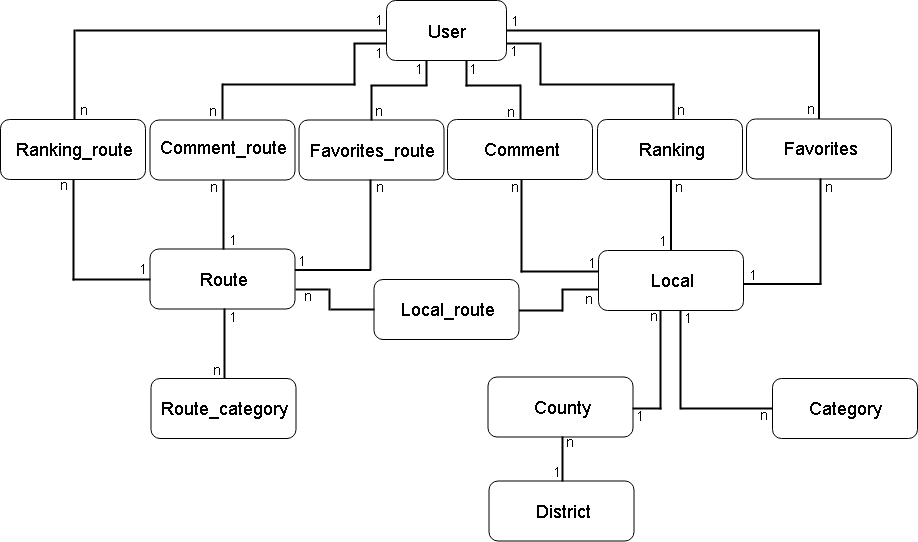 User
1
1
1
1
1
1
n
n
n
n
n
n
Ranking_route
Comment_route
Favorites_route
Comment
Ranking
Favorites
n
n
n
n
n
n
1
1
1
1
1
1
Route
Local
n
n
Local_route
1
n
1
n
Route_category
County
1
n
Category
n
1
District